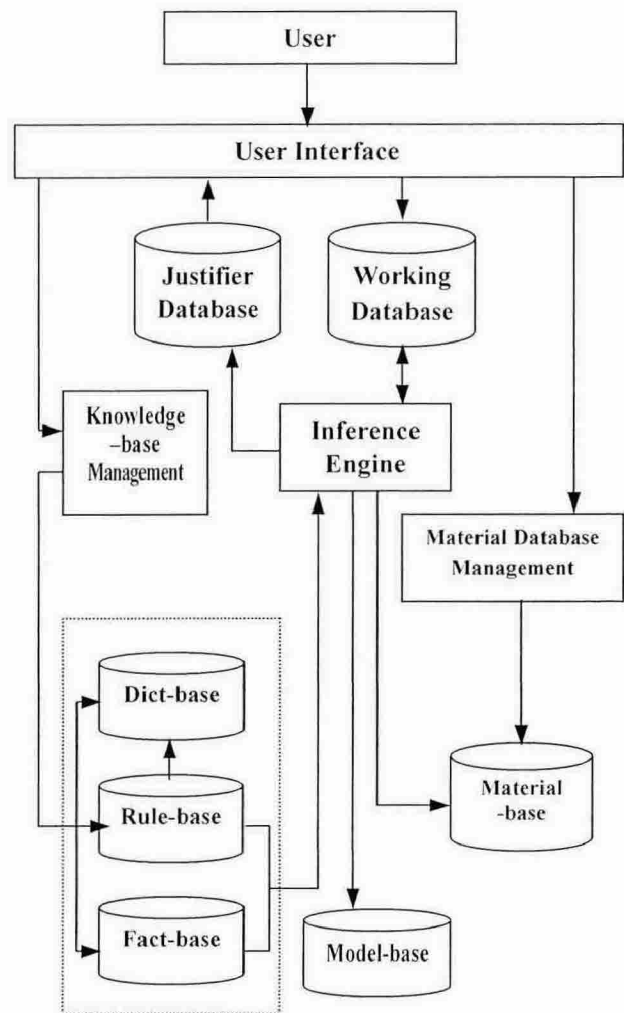 User
User Interface
Justifier
Database
Working
Database
Knowledge
–base
Management
Inference
Engine
Material Database
Management
Dict-base
Rule-base
Fact-base
Material
-base
Model-base